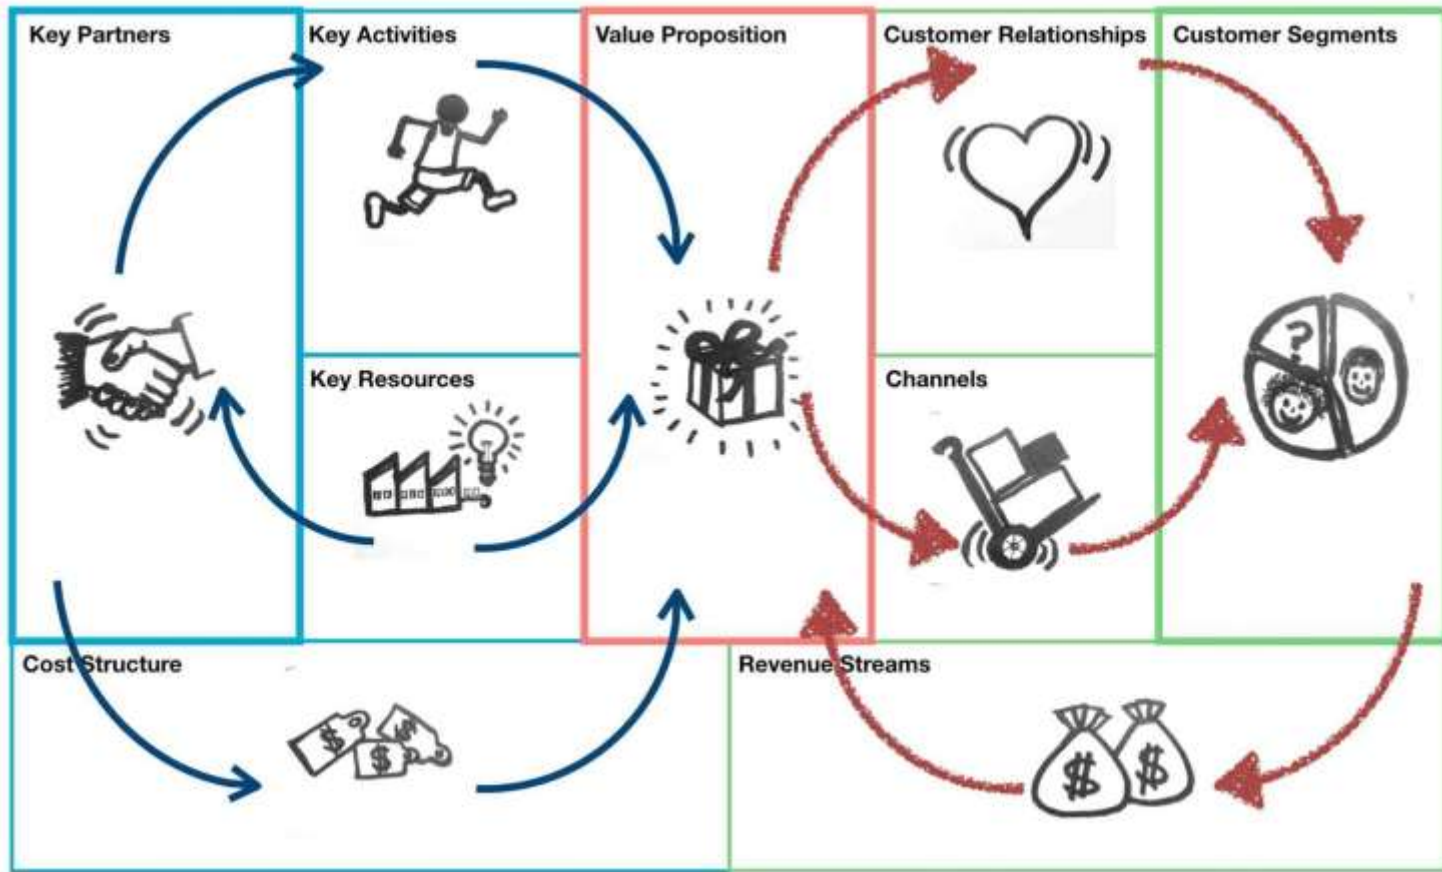 Key Partners
Key Activities
Value Proposition
Customer Relationships
Customer Segments
Key Resources
Channels
?
Cost Structure
Revenue Streams
$
$
$
$
$